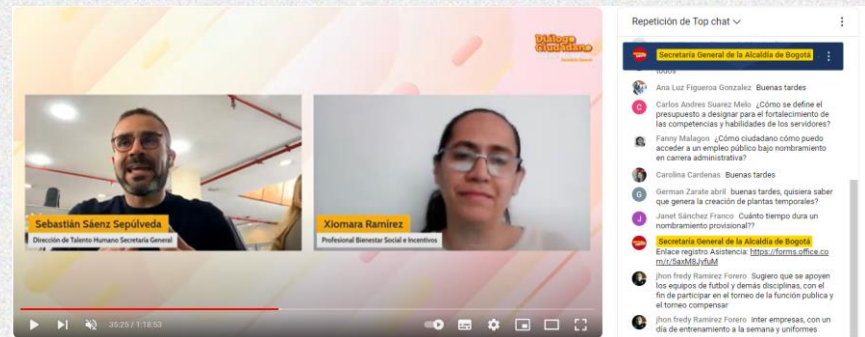 Diálogo
Ciudadano
Sebastián Sáenz Sepúlveda
Dirección de Talento Humano Secretaría General
Xiomara Ramírez
Profesional Bienestar Social e Incentivos
35:25 / 1:18:53
Repetición de Top chat
Secretaría General de la Alcaldía de Bogotá
todos
Ana Luz Figueroa Gonzalez Buenas tardes
Carlos Andres Suarez Melo ¿Cómo se define el
presupuesto a designar para el fortalecimiento de
las competencias y habilidades de los servidores?
Fanny Malagon ¿Cómo ciudadano cómo puedo
acceder a un empleo público bajo nombramiento
en carrera administrativa?
Carolina Cardenas Buenas tardes
German Zarate abril buenas tardes, quisiera saber
que genera la creación de plantas temporales?
Janet Sánchez Franco Cuánto tiempo dura un
nombramiento provisional??
Secretaría General de la Alcaldía de Bogotá
Enlace registro Asistencia: https://forms.office.co
m/r/5axM8JyfuM
jhon fredy Ramirez Forero Sugiero que se apoyen
los equipos de futbol y demás disciplinas, con el
fin de participar en el torneo de la función publica y
el torneo compensar
jhon fredy Ramirez Forero inter empresas, con un
día de entrenamiento a la semana y uniformes